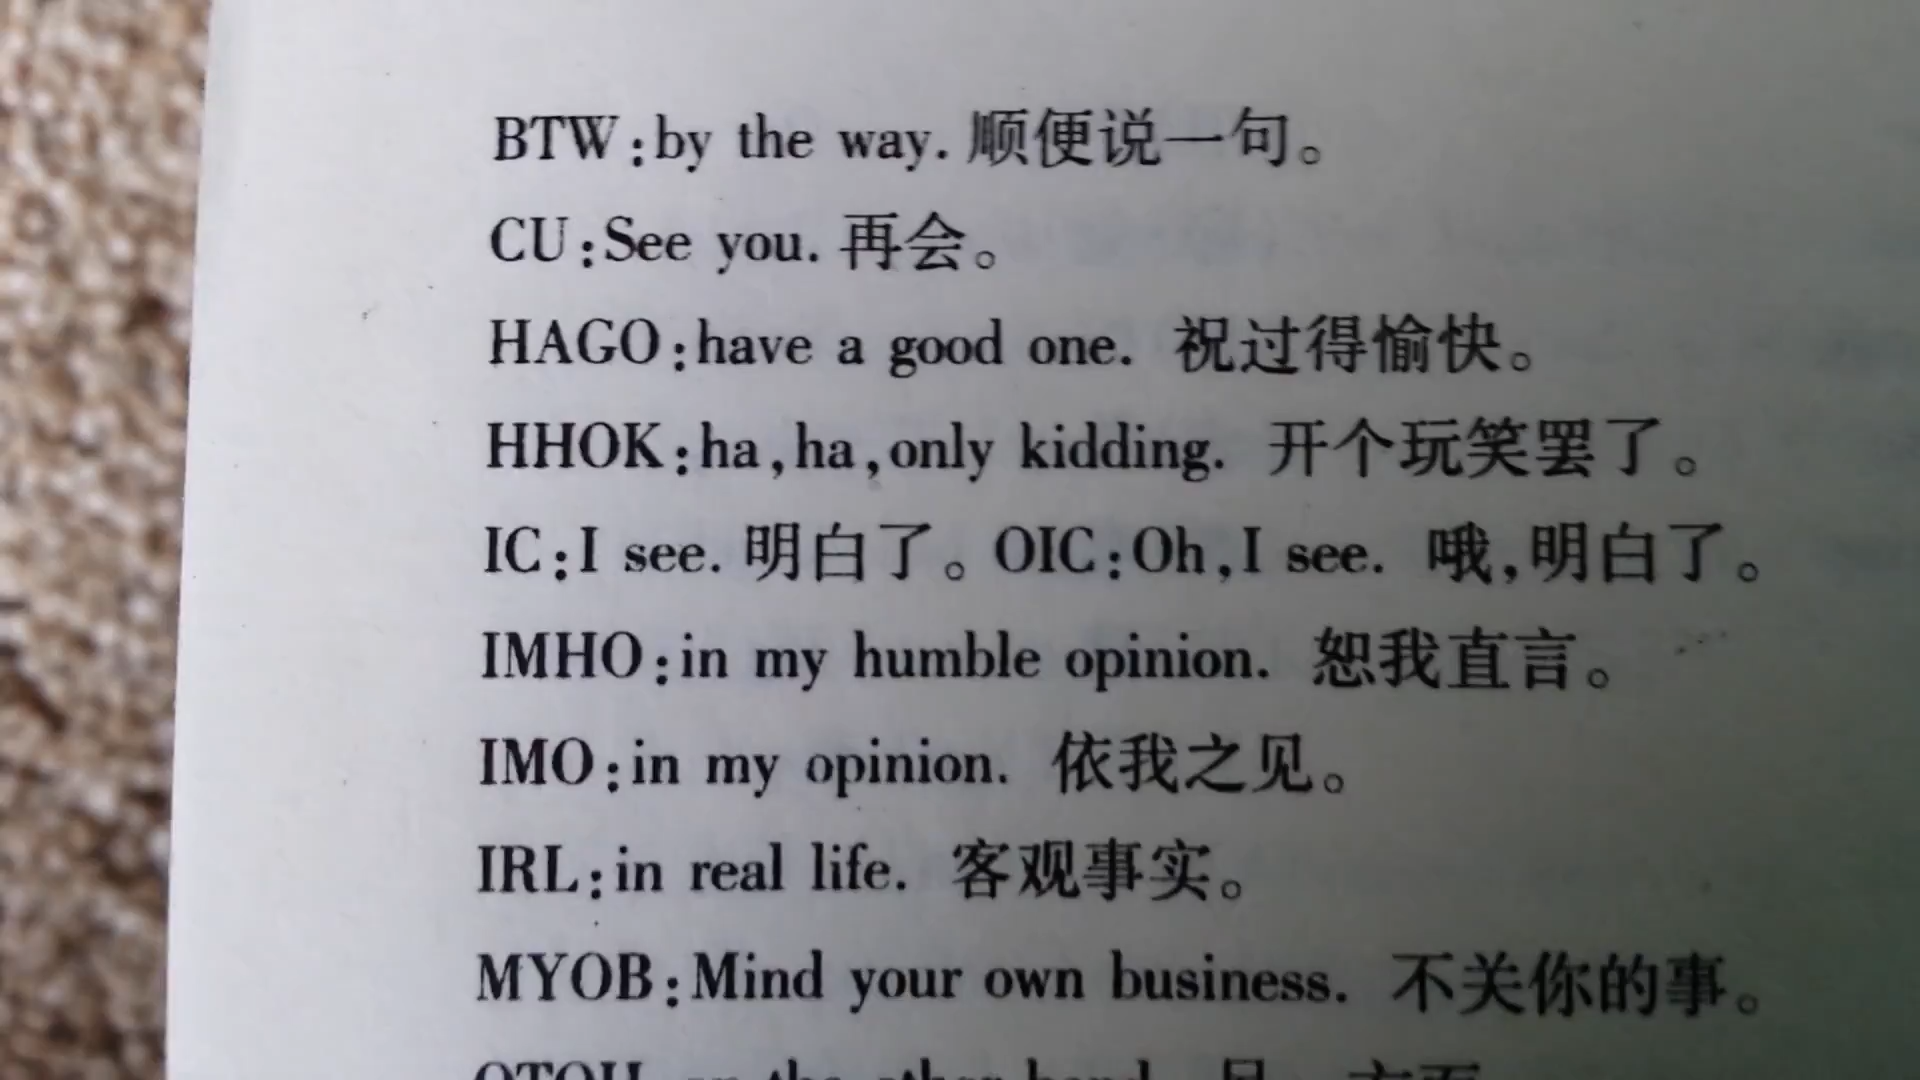 BTW:by the way. 顺便说一句。
CU:See you. 再会。
HAGO:have a good one. 祝过得愉快。
HHOK:ha,ha,only kidding. 开个玩笑罢了。
IC:I see. 明白了。OIC:Oh,I see. 哦,明白了。
IMHO:in my humble opinion. 恕我直言。
IMO:in my opinion. 依我之见。
IRL:in real life. 客观事实。
MYOB:Mind your own business. 不关你的事。
the other hand